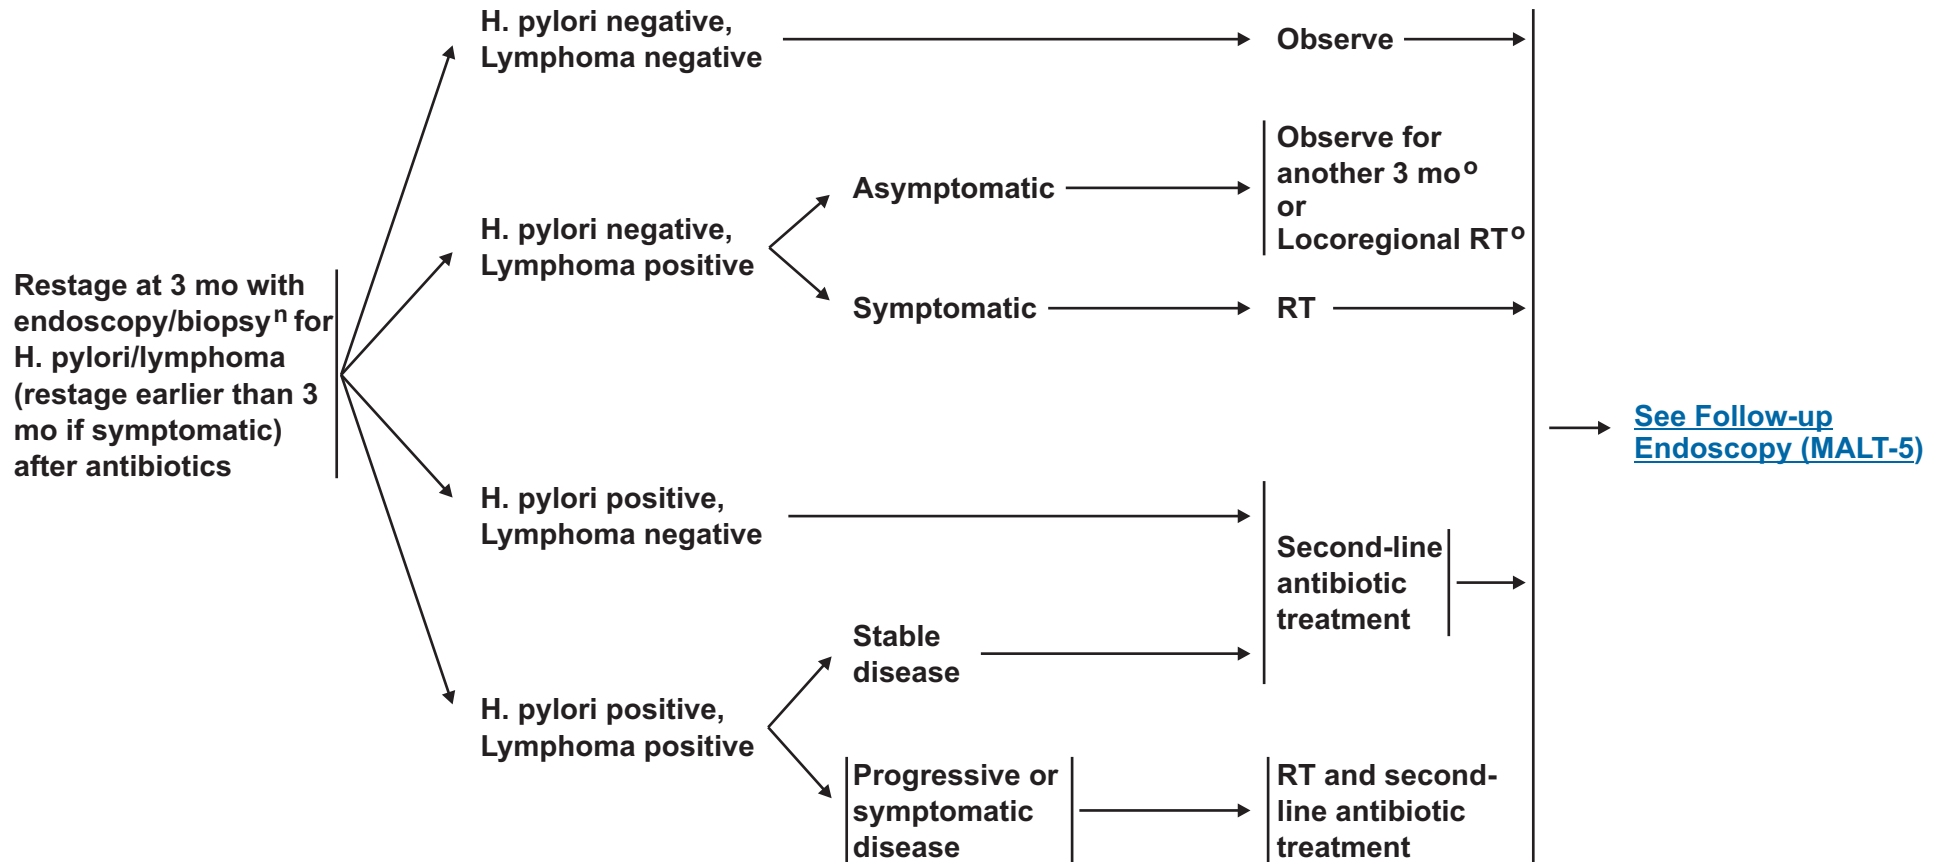 Restage at 3 mo with
endoscopy/biopsyⁿ for
H. pylori/lymphoma
(restage earlier than 3
mo if symptomatic)
after antibiotics
H. pylori negative,
Lymphoma negative
Observe
H. pylori negative,
Lymphoma positive
Asymptomatic
Observe for
another 3 moᵒ
or
Locoregional RTᵒ
Symptomatic
RT
H. pylori positive,
Lymphoma negative
Second-line
antibiotic
treatment
H. pylori positive,
Lymphoma positive
Stable
disease
Progressive or
symptomatic
disease
RT and second-
line antibiotic
treatment
See Follow-up
Endoscopy (MALT-5)